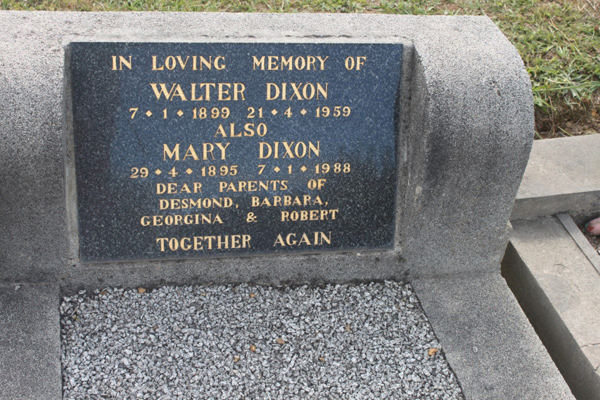 IN LOVING MEMORY OF
WALTER DIXON
7 · 1 · 1899 21 · 4 · 1959
ALSO
MARY DIXON
29 · 4 · 1895 7 · 1 · 1988
DEAR PARENTS OF
DESMOND, BARBARA,
GEORGINA & ROBERT
TOGETHER AGAIN